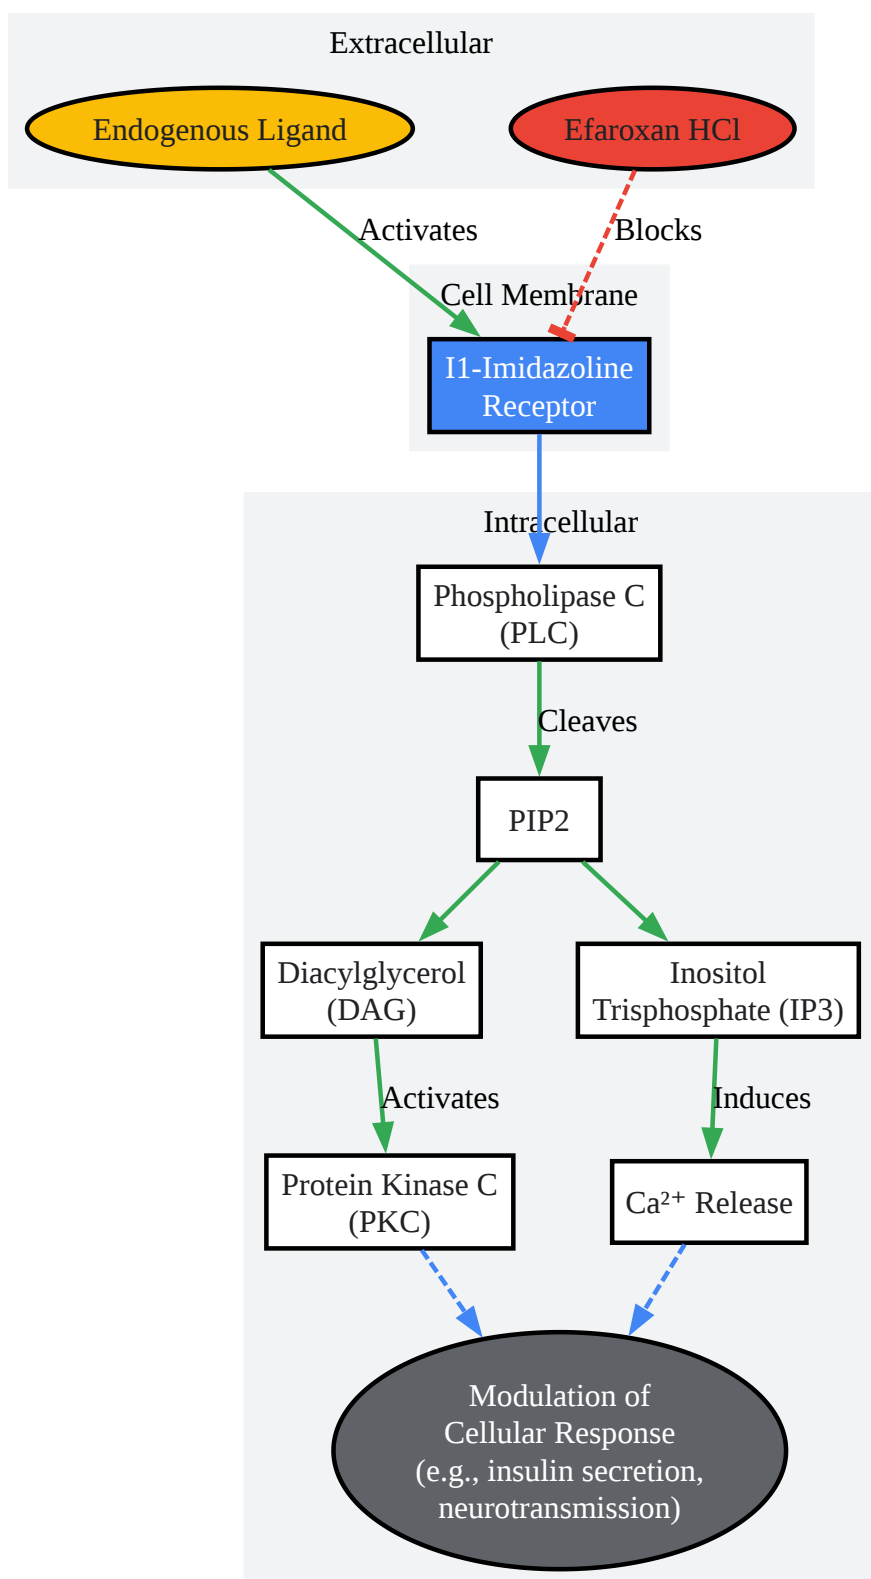 Extracellular
Endogenous Ligand
Efaroxan HCl
Activates
Blocks
Cell Membrane
I1-Imidazoline
Receptor
Intracellular
Phospholipase C
(PLC)
Cleaves
PIP2
Diacylglycerol
(DAG)
Inositol
Trisphosphate (IP3)
Activates
Induces
Protein Kinase C
(PKC)
Ca²⁺ Release
Modulation of
Cellular Response
(e.g., insulin secretion,
neurotransmission)